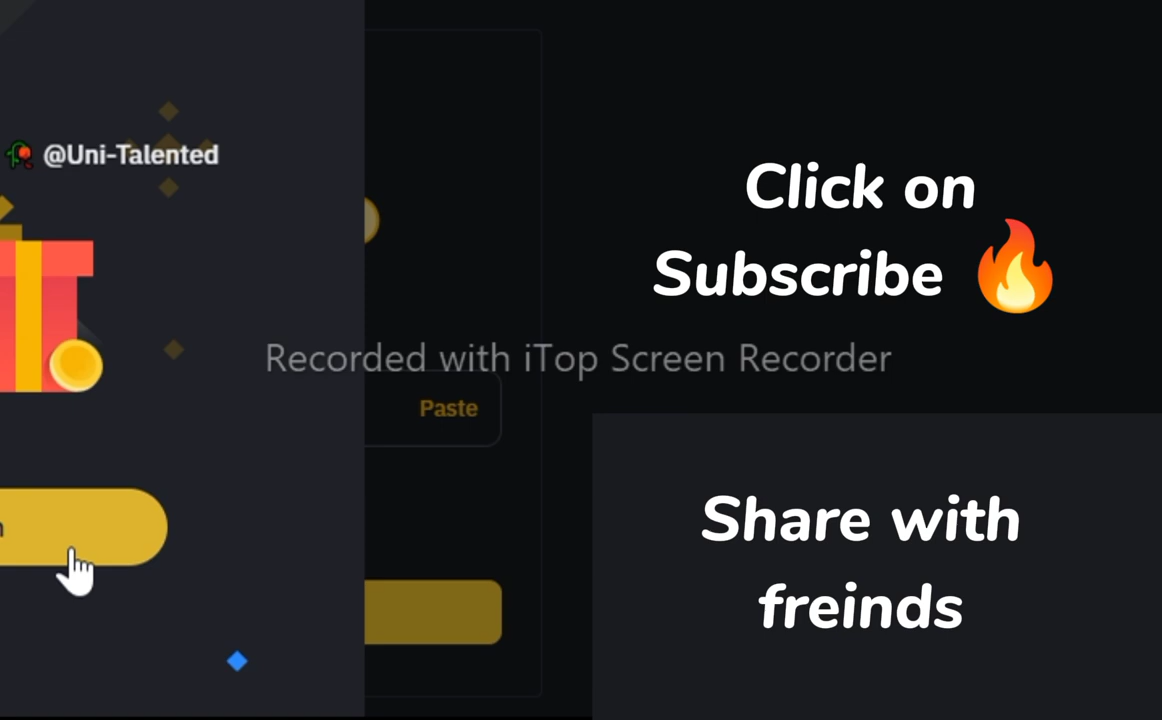 @Uni-Talented
Click on
Subscribe
Recorded with iTop Screen Recorder
Paste
Share with
freinds